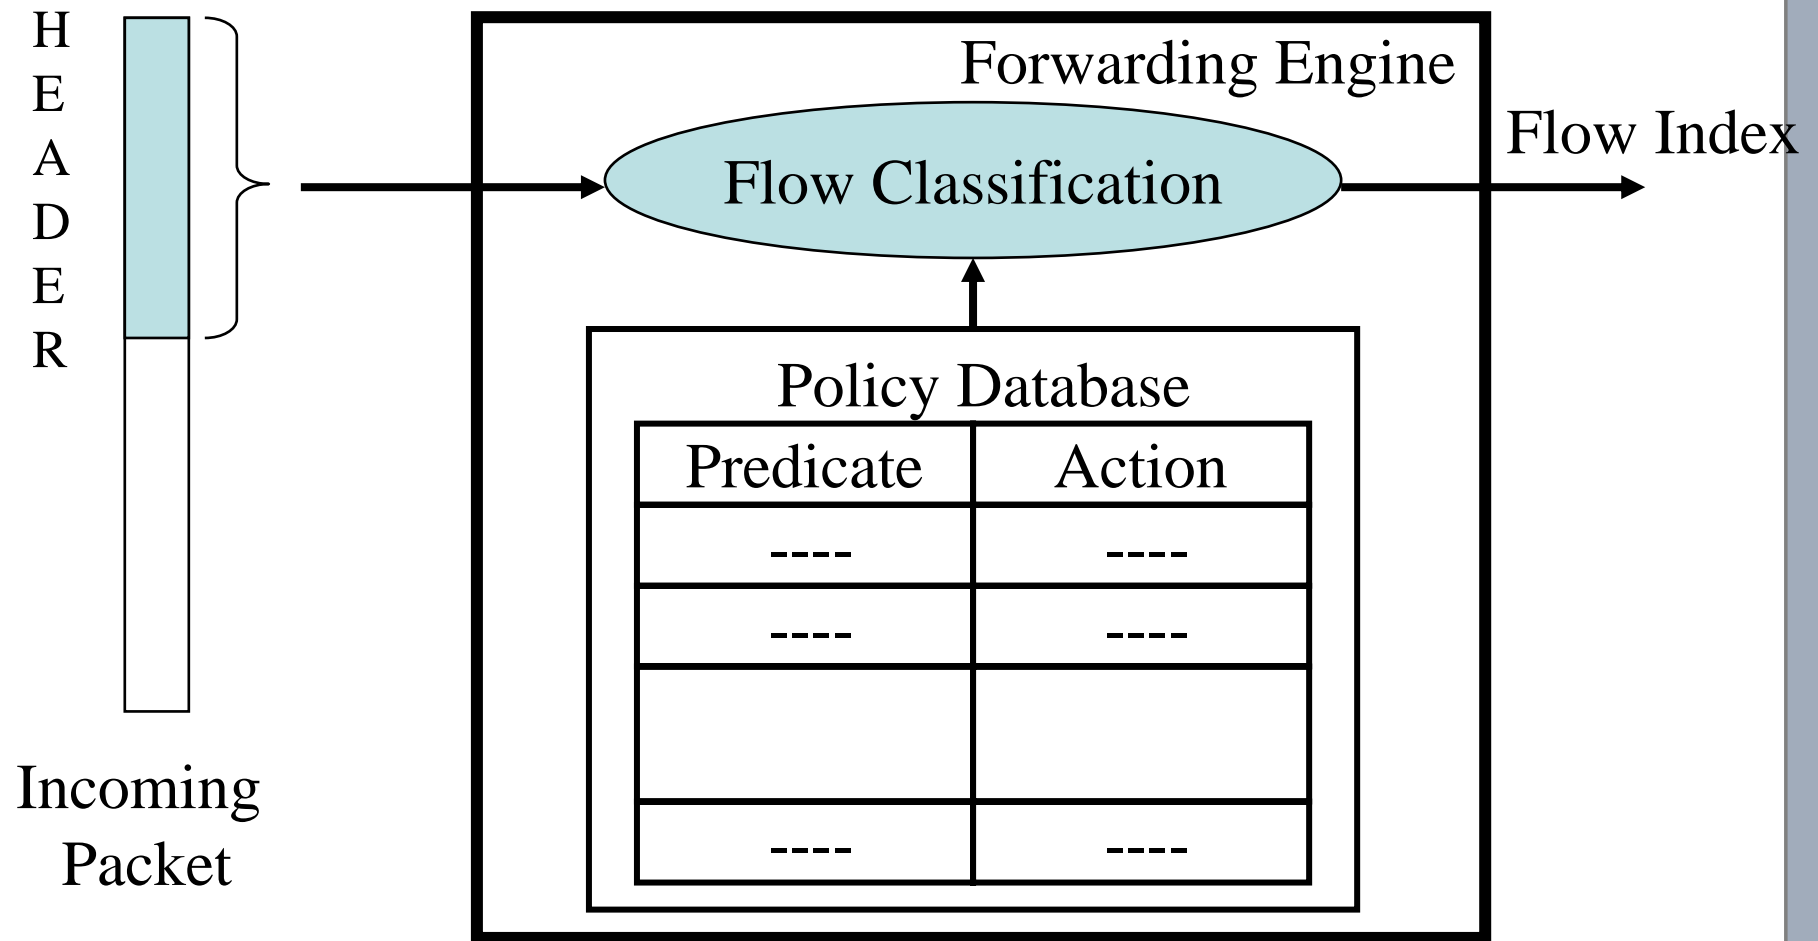 H
E
A
D
E
R
Incoming
Packet
Forwarding Engine
Flow Classification
Flow Index
Policy Database
Predicate Action
---- ----
---- ----
---- ----